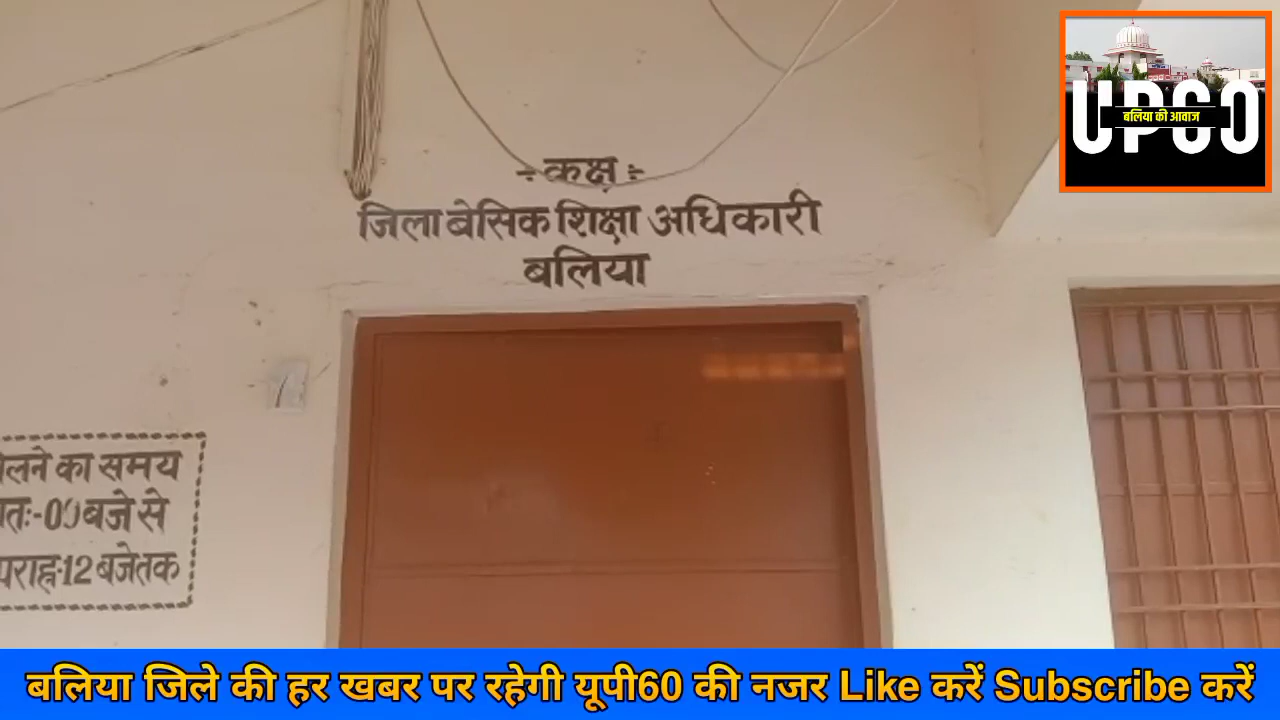 UP60
बलिया की आवाज
-: कक्ष :-
जिला बेसिक शिक्षा अधिकारी
बलिया
का समय
बजे से
12 बजे तक
बलिया जिले की हर खबर पर रहेगी यूपी60 की नजर Like करें Subscribe करें